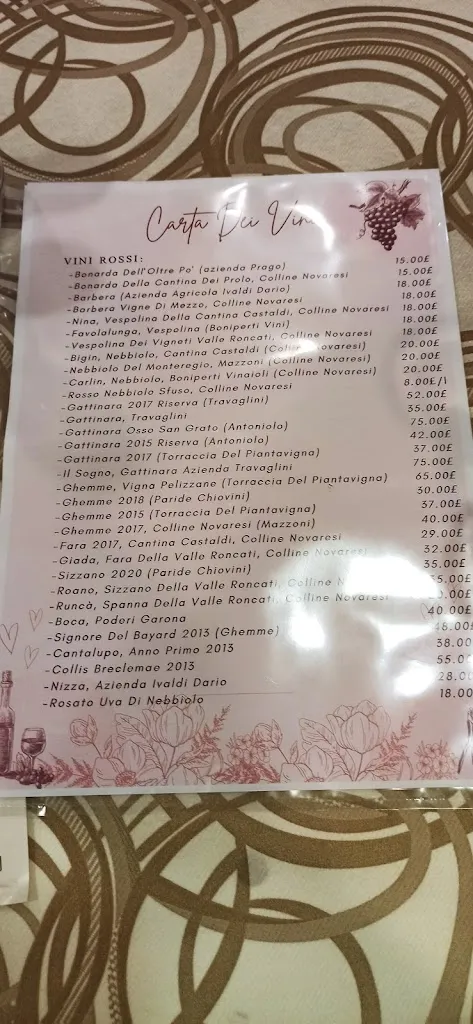 Carta Dei Vini
VINI ROSSI:
-Bonarda Dell'Oltre Po' (azienda Prago) 15.00£
-Bonarda Della Cantina Dei Prolo, Colline Novaresi 15.00£
-Barbera (Azienda Agricola Ivaldi Dario) 18.00£
-Barbera Vigne Di Mezzo, Colline Novaresi 18.00£
-Nina, Vespolina Della Cantina Castaldi, Colline Novaresi 18.00£
-Favolalunga, Vespolina (Boniperti Vini) 18.00£
-Vespolina Dei Vigneti Valle Roncati, Colline Novaresi 18.00£
-Bigin, Nebbiolo, Cantina Castaldi (Colline Novaresi) 20.00£
-Nebbiolo Del Monteregio, Mazzoni (Colline Novaresi) 20.00£
-Carlin, Nebbiolo, Boniperti Vinaioli (Colline Novaresi) 20.00£
-Rosso Nebbiolo Sfuso, Colline Novaresi 8.00£/l
-Gattinara 2017 Riserva (Travaglini) 52.00£
-Gattinara, Travaglini 35.00£
-Gattinara Osso San Grato (Antoniolo) 75.00£
-Gattinara 2015 Riserva (Antoniolo) 42.00£
-Gattinara 2017 (Torraccia Del Piantavigna) 37.00£
-Il Sogno, Gattinara Azienda Travaglini 75.00£
-Ghemme, Vigna Pelizzane (Torraccia Del Piantavigna) 65.00£
-Ghemme 2018 (Paride Chiovini) 30.00£
-Ghemme 2015 (Torraccia Del Piantavigna) 37.00£
-Ghemme 2017, Colline Novaresi (Mazzoni) 40.00£
-Fara 2017, Cantina Castaldi, Colline Novaresi 29.00£
-Giada, Fara Della Valle Roncati, Colline Novaresi 32.00£
-Sizzano 2020 (Paride Chiovini) 35.00£
-Roano, Sizzano Della Valle Roncati, Colline
-Runcà, Spanna Della Valle Roncati, Colline Novaresi
-Boca, Poderi Garona 40.00£
-Signore Del Bayard 2013 (Ghemme) 48.00£
-Cantalupo, Anno Primo 2013 38.00
-Collis Breclemae 2013 55.0
-Nizza, Azienda Ivaldi Dario 28.0
-Rosato Uva Di Nebbiolo 18.00